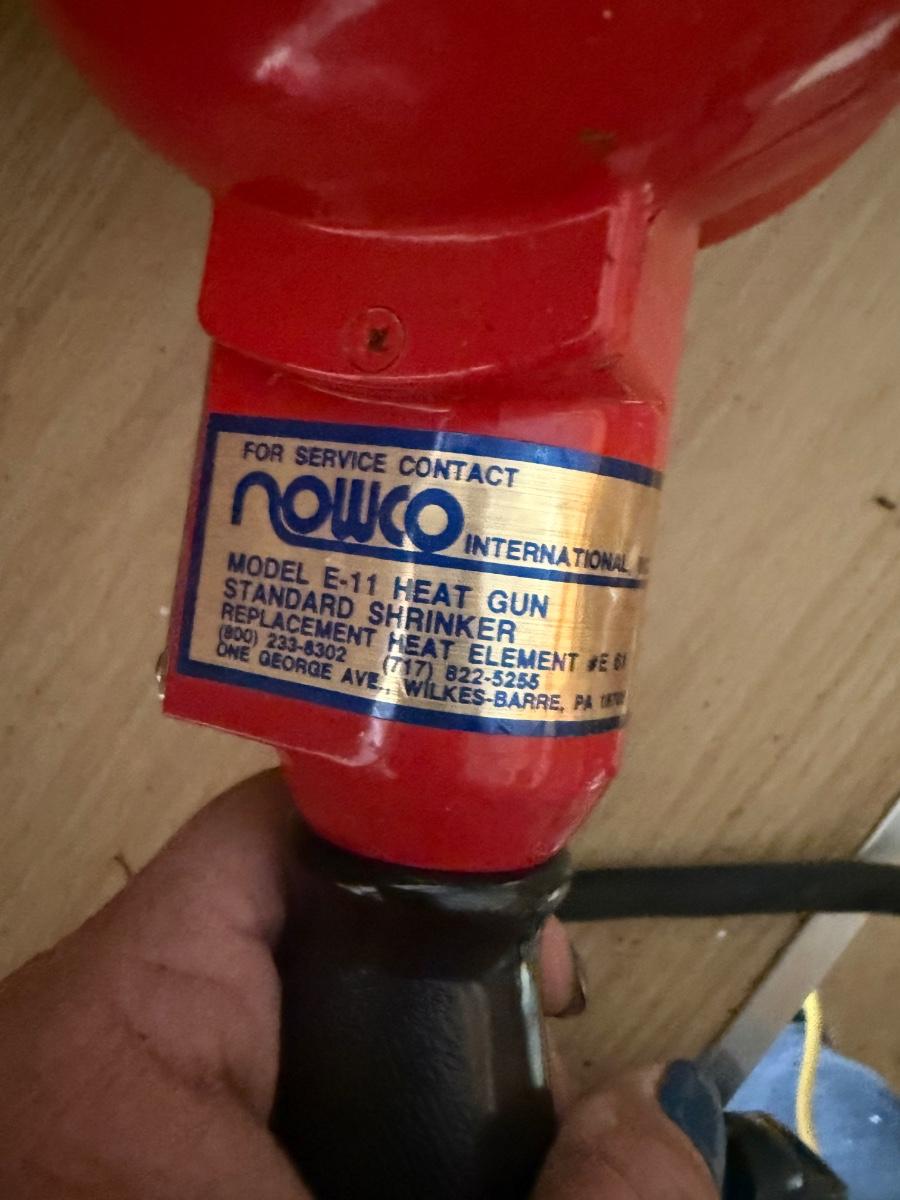 FOR SERVICE CONTACT
nowco INTERNATIONAL,
MODEL E-11 HEAT GUN
STANDARD SHRINKER
REPLACEMENT HEAT ELEMENT #E
(800) 233-8302 (717) 822-5255
ONE GEORGE AVE., WILKES-BARRE, PA